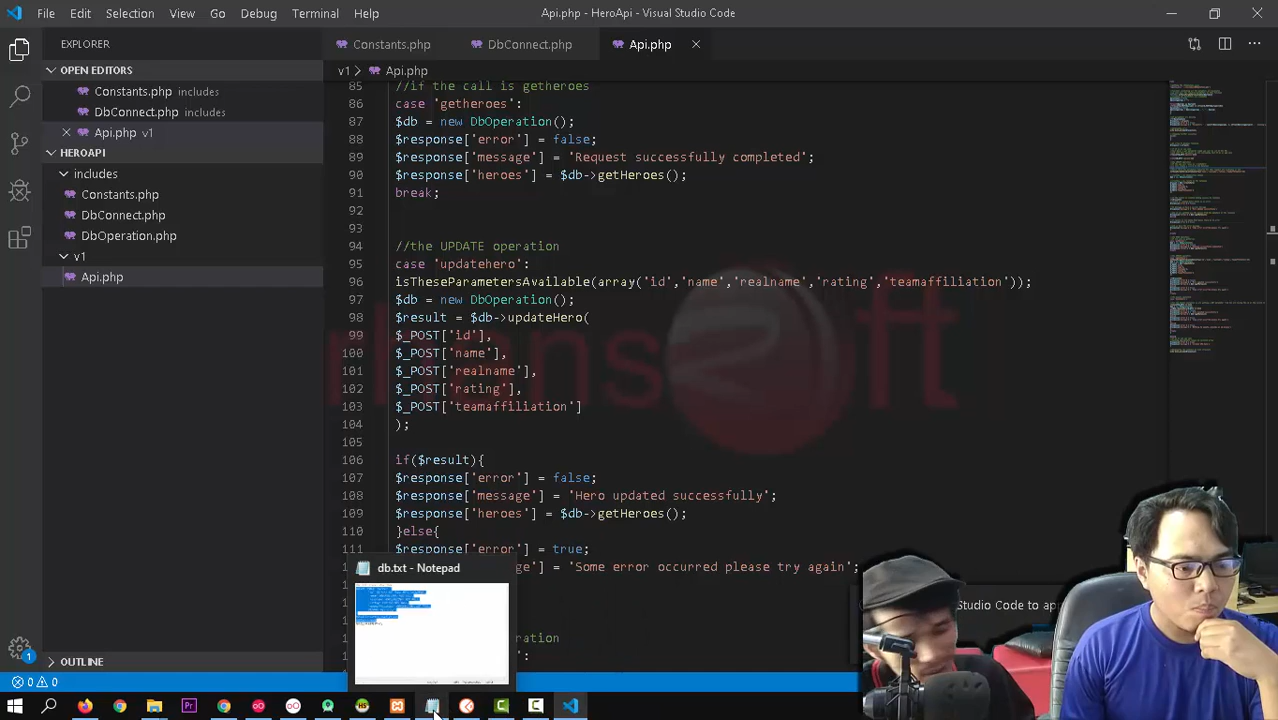 File Edit Selection View Go Debug Terminal Help
Api.php - HeroApi - Visual Studio Code
EXPLORER
Constants.php
DbConnect.php
Api.php
OPEN EDITORS
Constants.php includes
DbConnect.php includes
Api.php v1
HEROAPI
includes
Constants.php
DbConnect.php
DbOperation.php
v1
Api.php
OUTLINE
0 0
1
v1 > Api.php
85 //if the call is getheroes
86 case 'getheroes':
87 $db = new DbOperation();
88 $response['error'] = false;
89 $response['message'] = 'Request successfully completed';
90 $response['heroes'] = $db->getHeroes();
91 break;
92
93
94 //the UPDATE operation
95 case 'updatehero':
96 isTheseParametersAvailable(array('id','name','realname','rating','teamaffiliation'));
97 $db = new DbOperation();
98 $result = $db->updateHero(
99 $_POST['id'],
100 $_POST['name'],
101 $_POST['realname'],
102 $_POST['rating'],
103 $_POST['teamaffiliation']
104 );
105
106 if($result){
107 $response['error'] = false;
108 $response['message'] = 'Hero updated successfully';
109 $response['heroes'] = $db->getHeroes();
110 }else{
111 $response['error'] = true;
'Some error occurred please try again';
db.txt - Notepad
Studio Code to